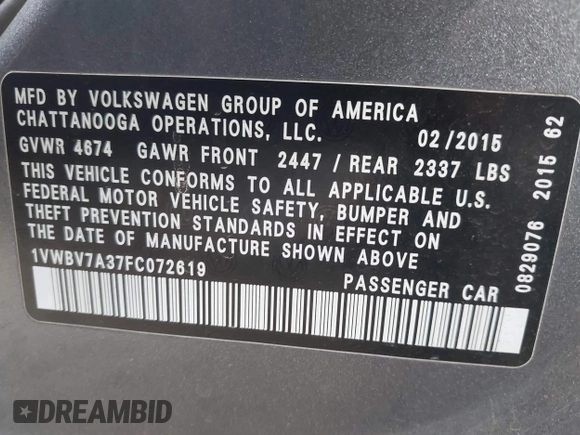 MFD BY VOLKSWAGEN GROUP OF AMERICA
CHATTANOOGA OPERATIONS, LLC. 02/2015
GVWR 4674 GAWR FRONT 2447 / REAR 2337 LBS
THIS VEHICLE CONFORMS TO ALL APPLICABLE U.S.
FEDERAL MOTOR VEHICLE SAFETY, BUMPER AND
THEFT PREVENTION STANDARDS IN EFFECT ON
THE DATE OF MANUFACTURE SHOWN ABOVE
1VWBV7A37FC072619
PASSENGER CAR
0829076 2015 62
DREAMBID